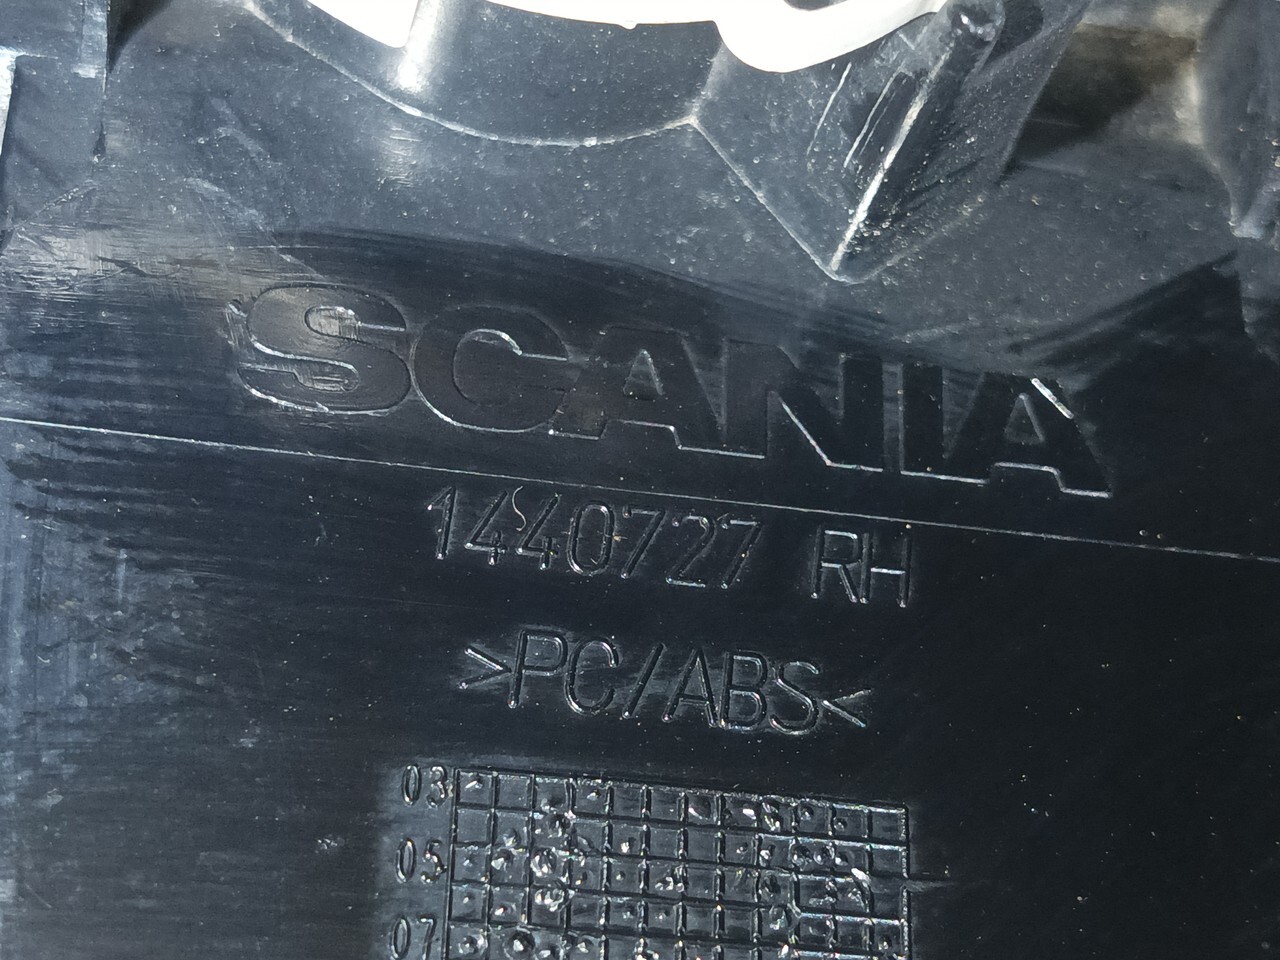 SCANIA
1440727 RH
>PC/ABS<
03
05
07